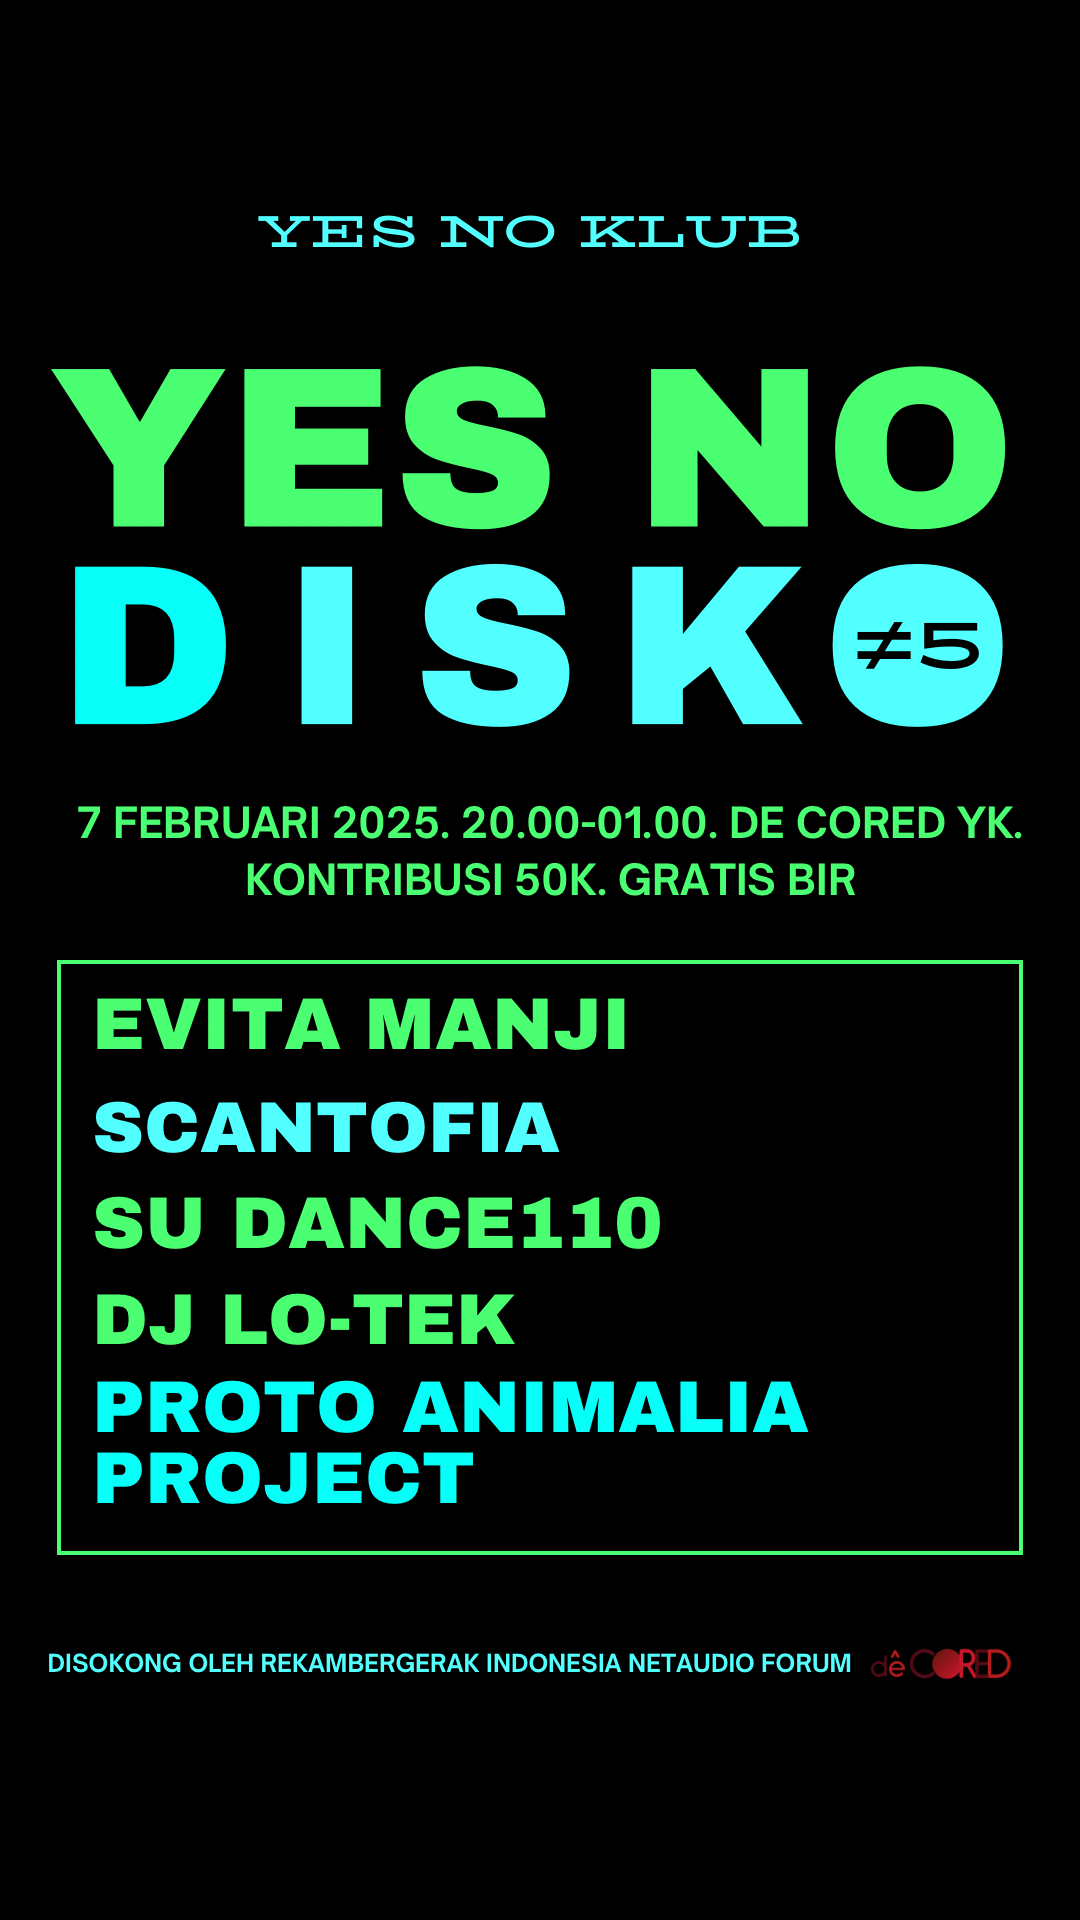 YES NO KLUB
YES NO
DISKO
≠5
7 FEBRUARI 2025. 20.00-01.00. DE CORED YK.
KONTRIBUSI 50K. GRATIS BIR
EVITA MANJI
SCANTOFIA
SU DANCE110
DJ LO-TEK
PROTO ANIMALIA
PROJECT
DISOKONG OLEH REKAMBERGERAK INDONESIA NETAUDIO FORUM
dê CORED